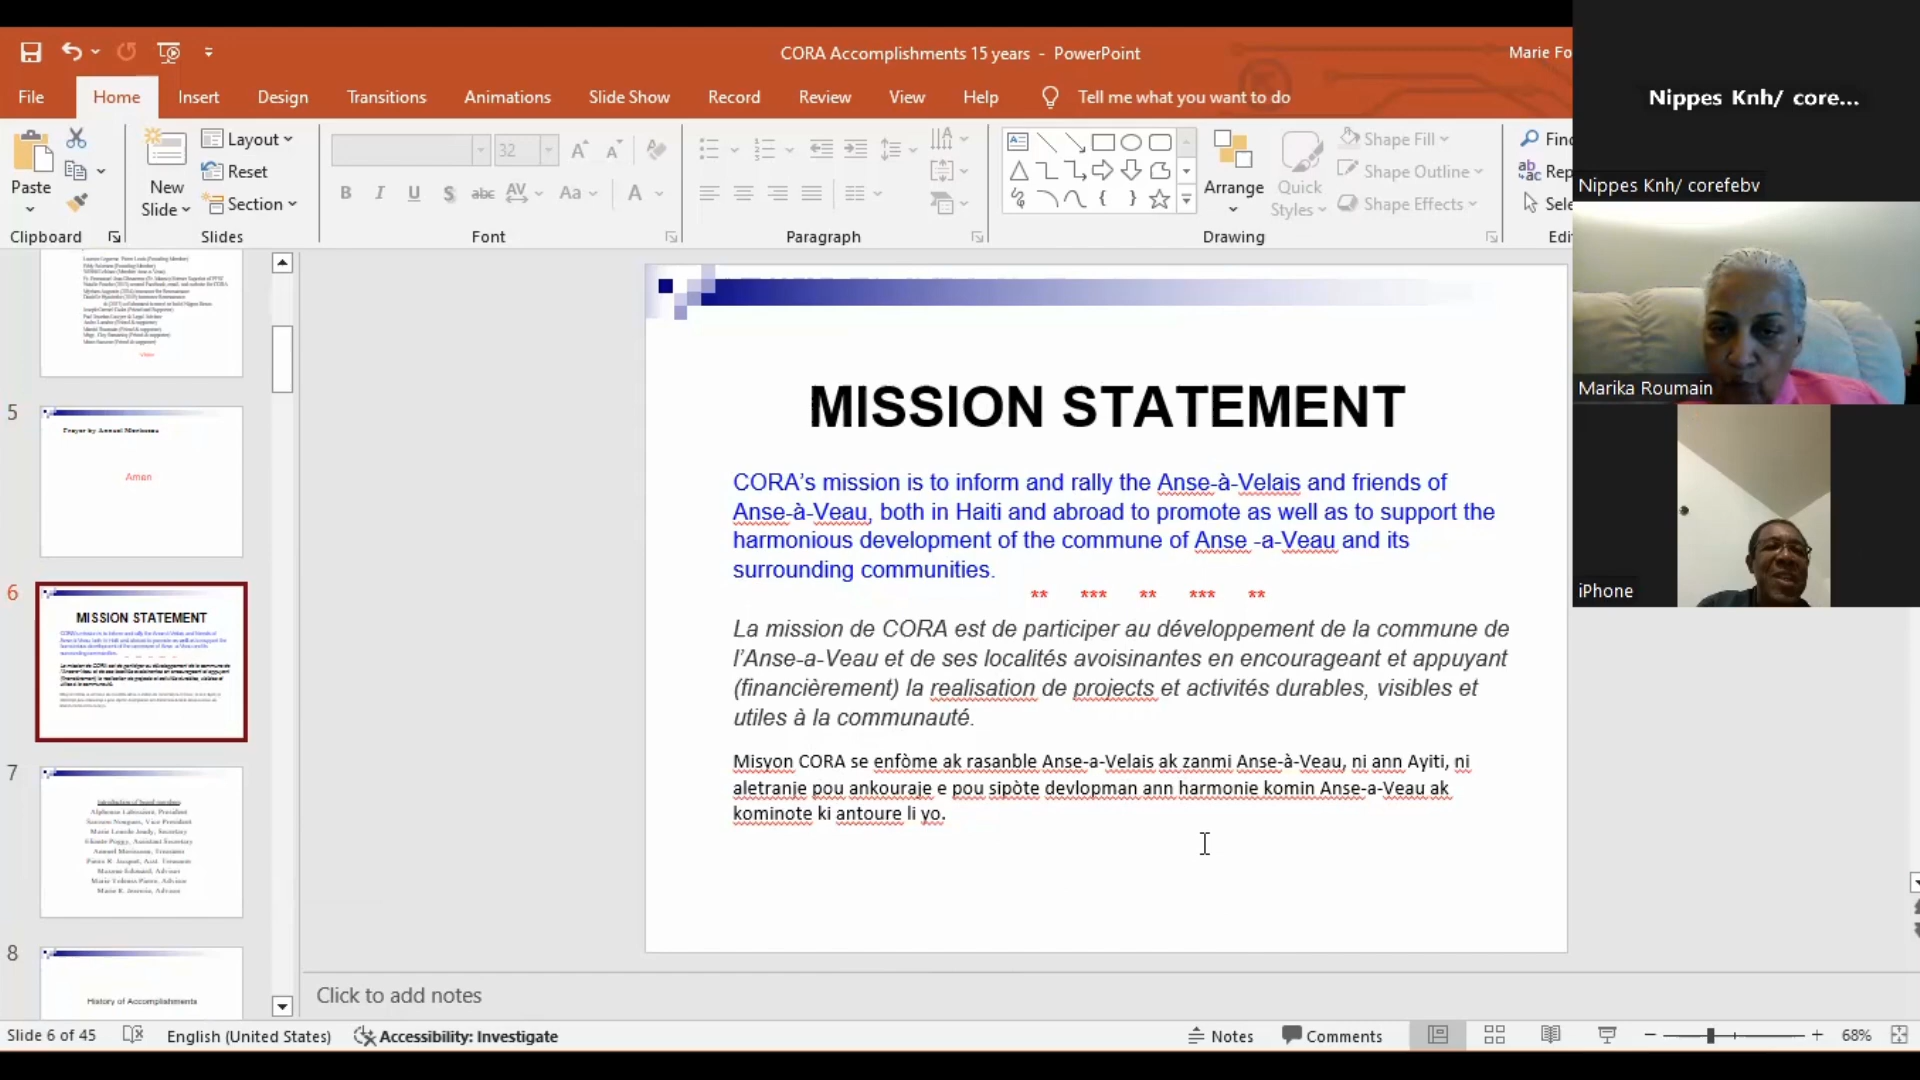 CORA Accomplishments 15 years - PowerPoint
Marie Fo
File Home Insert Design Transitions Animations Slide Show Record Review View Help Tell me what you want to do
Paste
Clipboard
New Slide
Layout
Reset
Section
Slides
32
Font
Paragraph
Arrange
Quick Styles
Shape Fill
Shape Outline
Shape Effects
Drawing
Nippes Knh/ core...
Nippes Knh/ corefebv
Marika Roumain
iPhone
5
Amen
6
MISSION STATEMENT
7
8
History of Accomplishments
MISSION STATEMENT
CORA's mission is to inform and rally the Anse-à-Velais and friends of
Anse-à-Veau, both in Haiti and abroad to promote as well as to support the
harmonious development of the commune of Anse -a-Veau and its
surrounding communities.
** *** ** *** **
La mission de CORA est de participer au développement de la commune de
l'Anse-a-Veau et de ses localités avoisinantes en encourageant et appuyant
(financièrement) la realisation de projects et activités durables, visibles et
utiles à la communauté.
Misyon CORA se enfòme ak rasanble Anse-a-Velais ak zanmi Anse-à-Veau, ni ann Ayiti, ni
aletranje pou ankouraje e pou sipòte devlopman ann harmonie komin Anse-a-Veau ak
kominote ki antoure li yo.
Click to add notes
Slide 6 of 45 English (United States) Accessibility: Investigate Notes Comments 68%